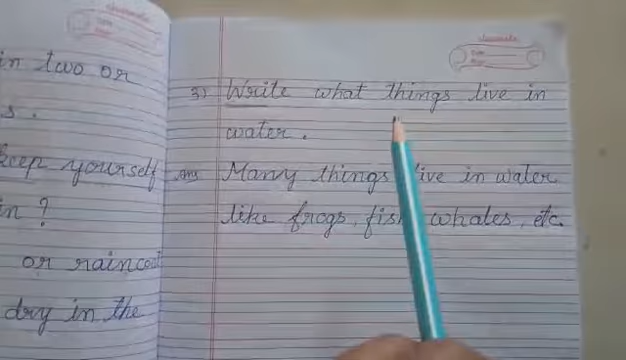 in two or
s.
keep yourself
in ?
or raincoat
dry in the
3) Write what things live in
water.
Ans Many things live in water
like frogs, fish, whales, etc.